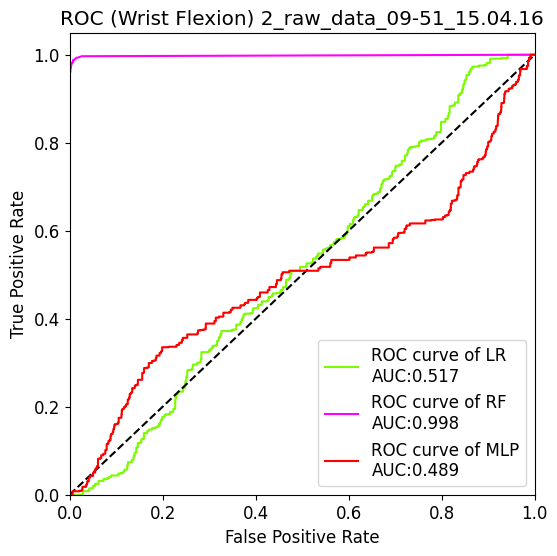 ROC (Wrist Flexion) 2_raw_data_09-51_15.04.16
1.0
0.8
0.6
0.4
0.2
0.0
True Positive Rate
ROC curve of LR
AUC:0.517
ROC curve of RF
AUC:0.998
ROC curve of MLP
AUC:0.489
0.0 0.2 0.4 0.6 0.8 1.0
False Positive Rate